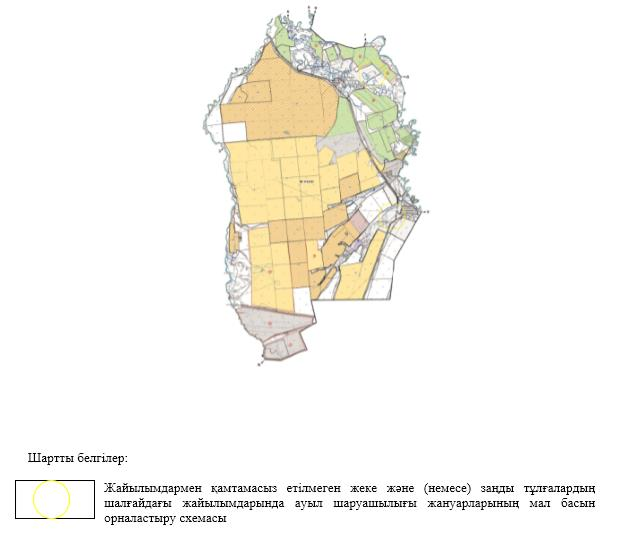 Шартты белгілер:
Жайылымдармен қамтамасыз етілмеген жеке және (немесе) заңды тұлғалардың
шалғайдағы жайылымдарында ауыл шаруашылығы жануарларының мал басын
орналастыру схемасы